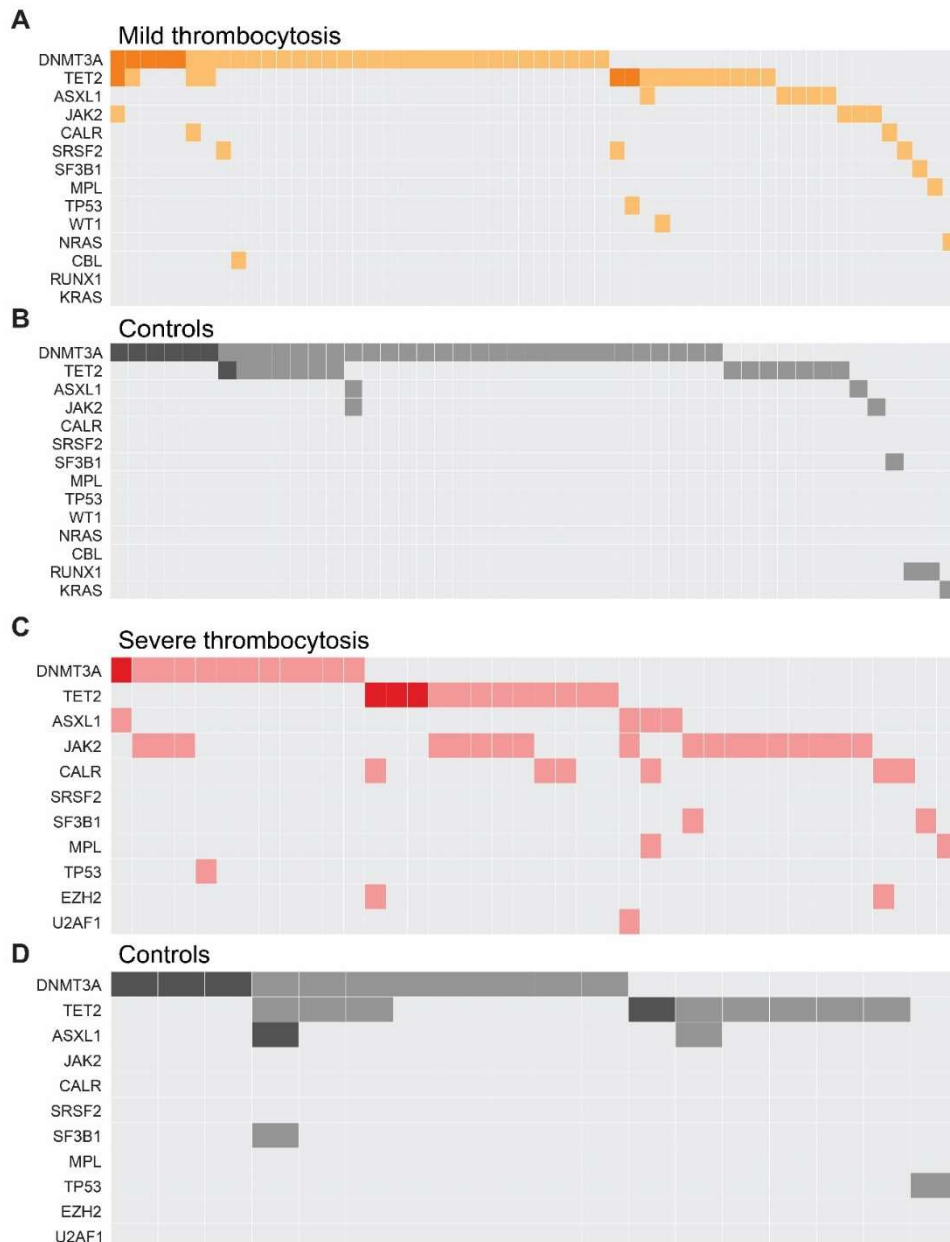 A
Mild thrombocytosis
DNMT3A
TET2
ASXL1
JAK2
CALR
SRSF2
SF3B1
MPL
TP53
WT1
NRAS
CBL
RUNX1
KRAS
B
Controls
DNMT3A
TET2
ASXL1
JAK2
CALR
SRSF2
SF3B1
MPL
TP53
WT1
NRAS
CBL
RUNX1
KRAS
C
Severe thrombocytosis
DNMT3A
TET2
ASXL1
JAK2
CALR
SRSF2
SF3B1
MPL
TP53
EZH2
U2AF1
D
Controls
DNMT3A
TET2
ASXL1
JAK2
CALR
SRSF2
SF3B1
MPL
TP53
EZH2
U2AF1